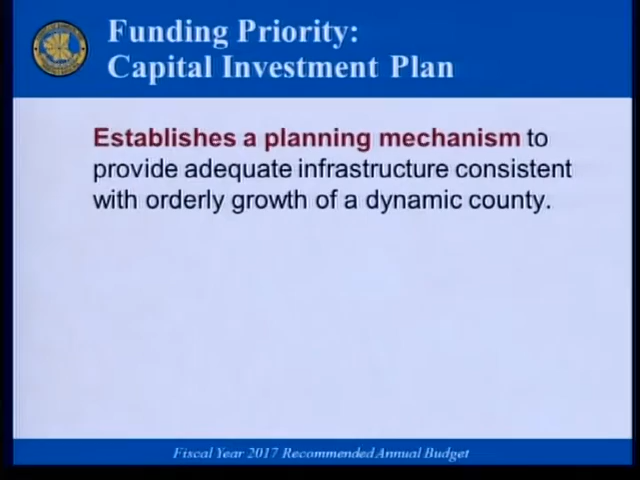 Funding Priority:
Capital Investment Plan
Establishes a planning mechanism to
provide adequate infrastructure consistent
with orderly growth of a dynamic county.
Fiscal Year 2017 Recommended Annual Budget